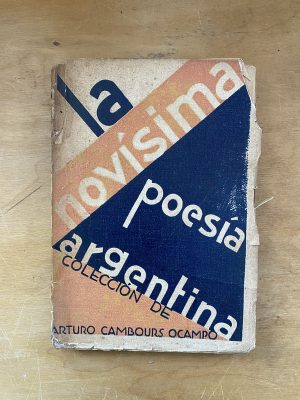 la
novísima
poesía
argentina
COLECCIÓN DE
ARTURO CAMBOURS OCAMPO